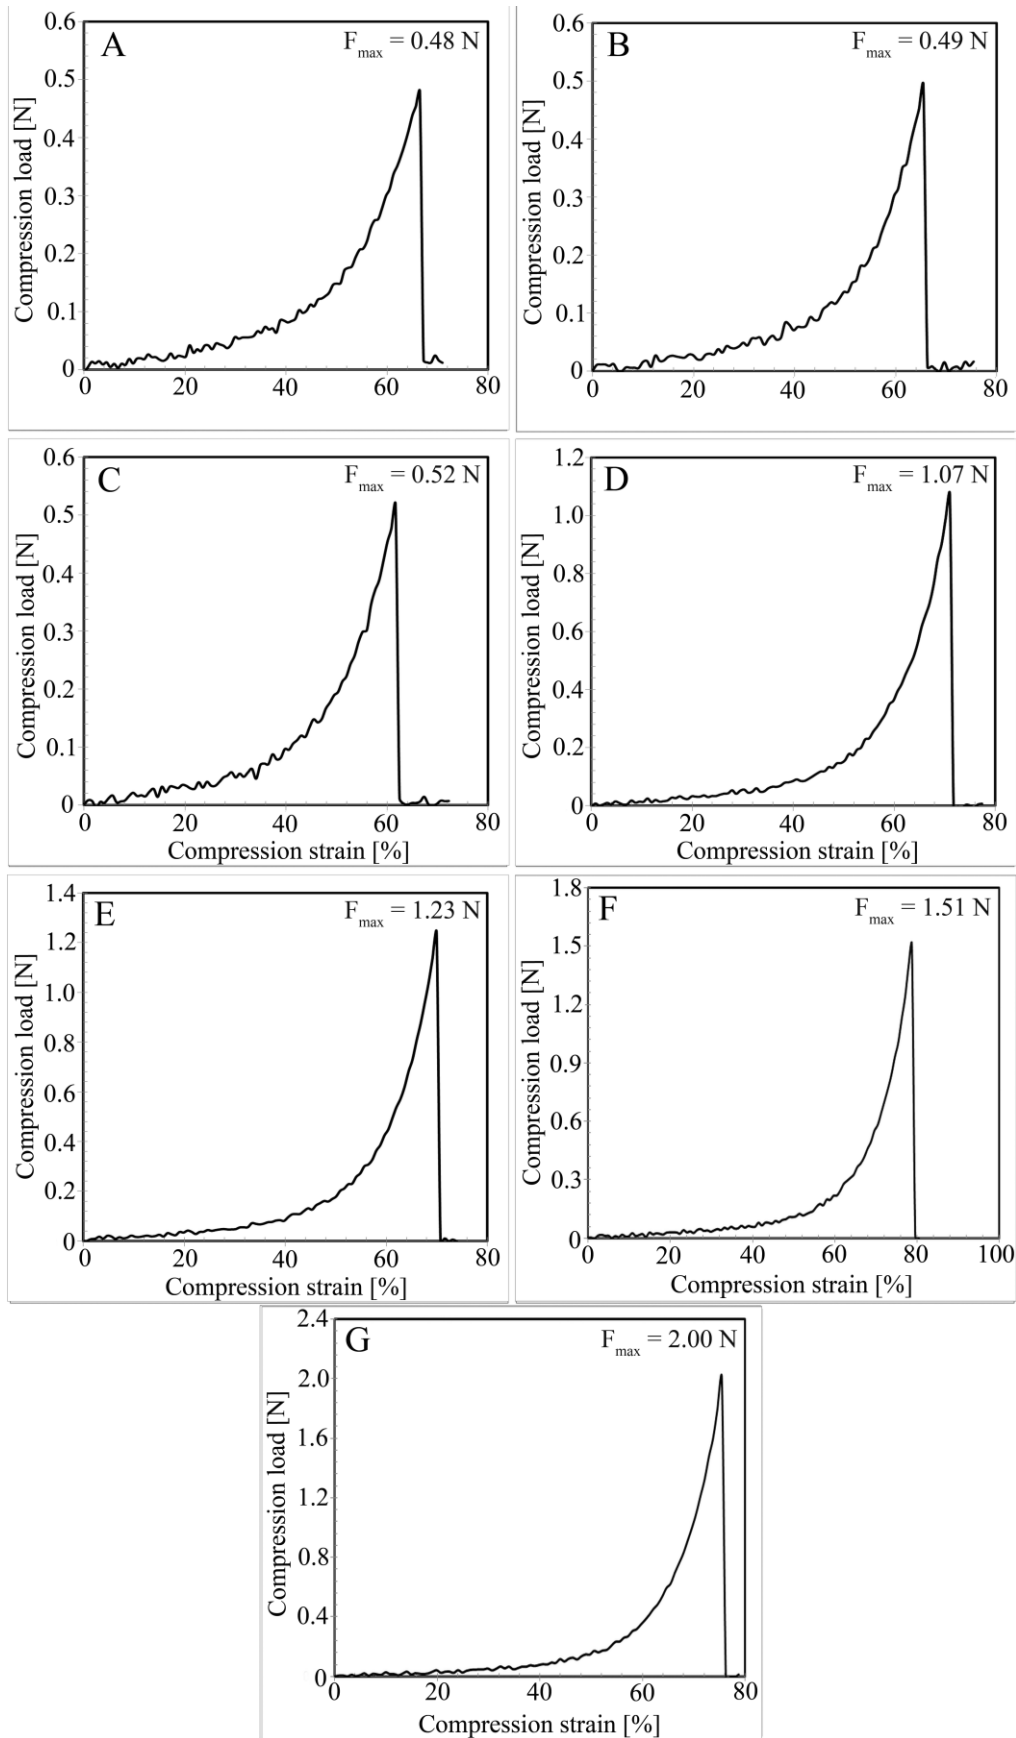 A
F_max = 0.48 N
Compression load [N]
0.6
0.5
0.4
0.3
0.2
0.1
0
0 20 40 60 80
B
F_max = 0.49 N
Compression load [N]
0.6
0.5
0.4
0.3
0.2
0.1
0
0 20 40 60 80
C
F_max = 0.52 N
Compression load [N]
0.6
0.5
0.4
0.3
0.2
0.1
0
0 20 40 60 80
Compression strain [%]
D
F_max = 1.07 N
Compression load [N]
1.2
1.0
0.8
0.6
0.4
0.2
0
0 20 40 60 80
Compression strain [%]
E
F_max = 1.23 N
Compression load [N]
1.4
1.2
1.0
0.8
0.6
0.4
0.2
0
0 20 40 60 80
Compression strain [%]
F
F_max = 1.51 N
Compression load [N]
1.8
1.5
1.2
0.9
0.6
0.3
0
0 20 40 60 80 100
Compression strain [%]
G
F_max = 2.00 N
Compression load [N]
2.4
2.0
1.6
1.2
0.8
0.4
0
0 20 40 60 80
Compression strain [%]